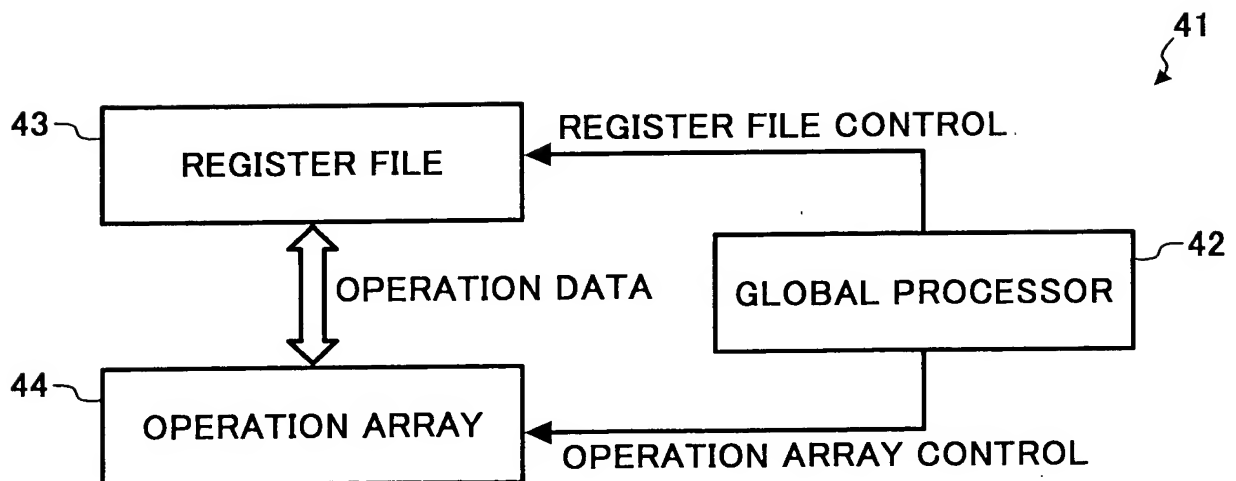 41
43
REGISTER FILE
REGISTER FILE CONTROL
42
GLOBAL PROCESSOR
OPERATION DATA
44
OPERATION ARRAY
OPERATION ARRAY CONTROL